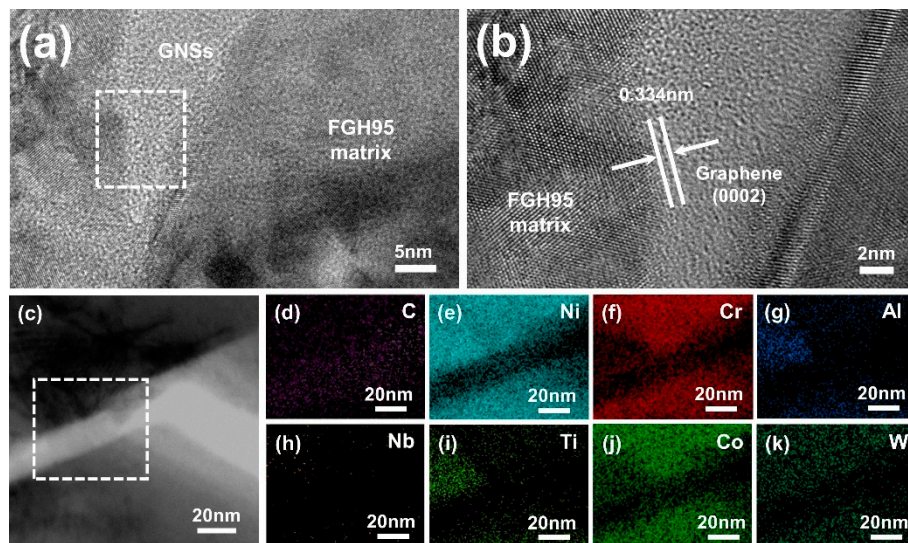 (a)
GNSs
FGH95
matrix
5nm
(b)
0.334nm
Graphene
(0002)
FGH95
matrix
2nm
(c)
20nm
(d)
C
20nm
(e)
Ni
20nm
(f)
Cr
20nm
(g)
Al
20nm
(h)
Nb
20nm
(i)
Ti
20nm
(j)
Co
20nm
(k)
W
20nm